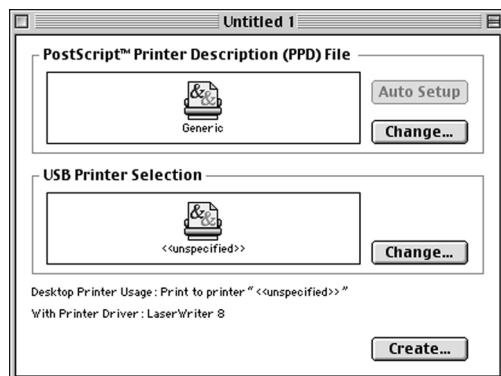 Untitled 1
PostScript™ Printer Description (PPD) File
Generic
Auto Setup
Change...
USB Printer Selection
<<unspecified>>
Change...
Desktop Printer Usage: Print to printer "<<unspecified>>"
With Printer Driver: LaserWriter 8
Create...